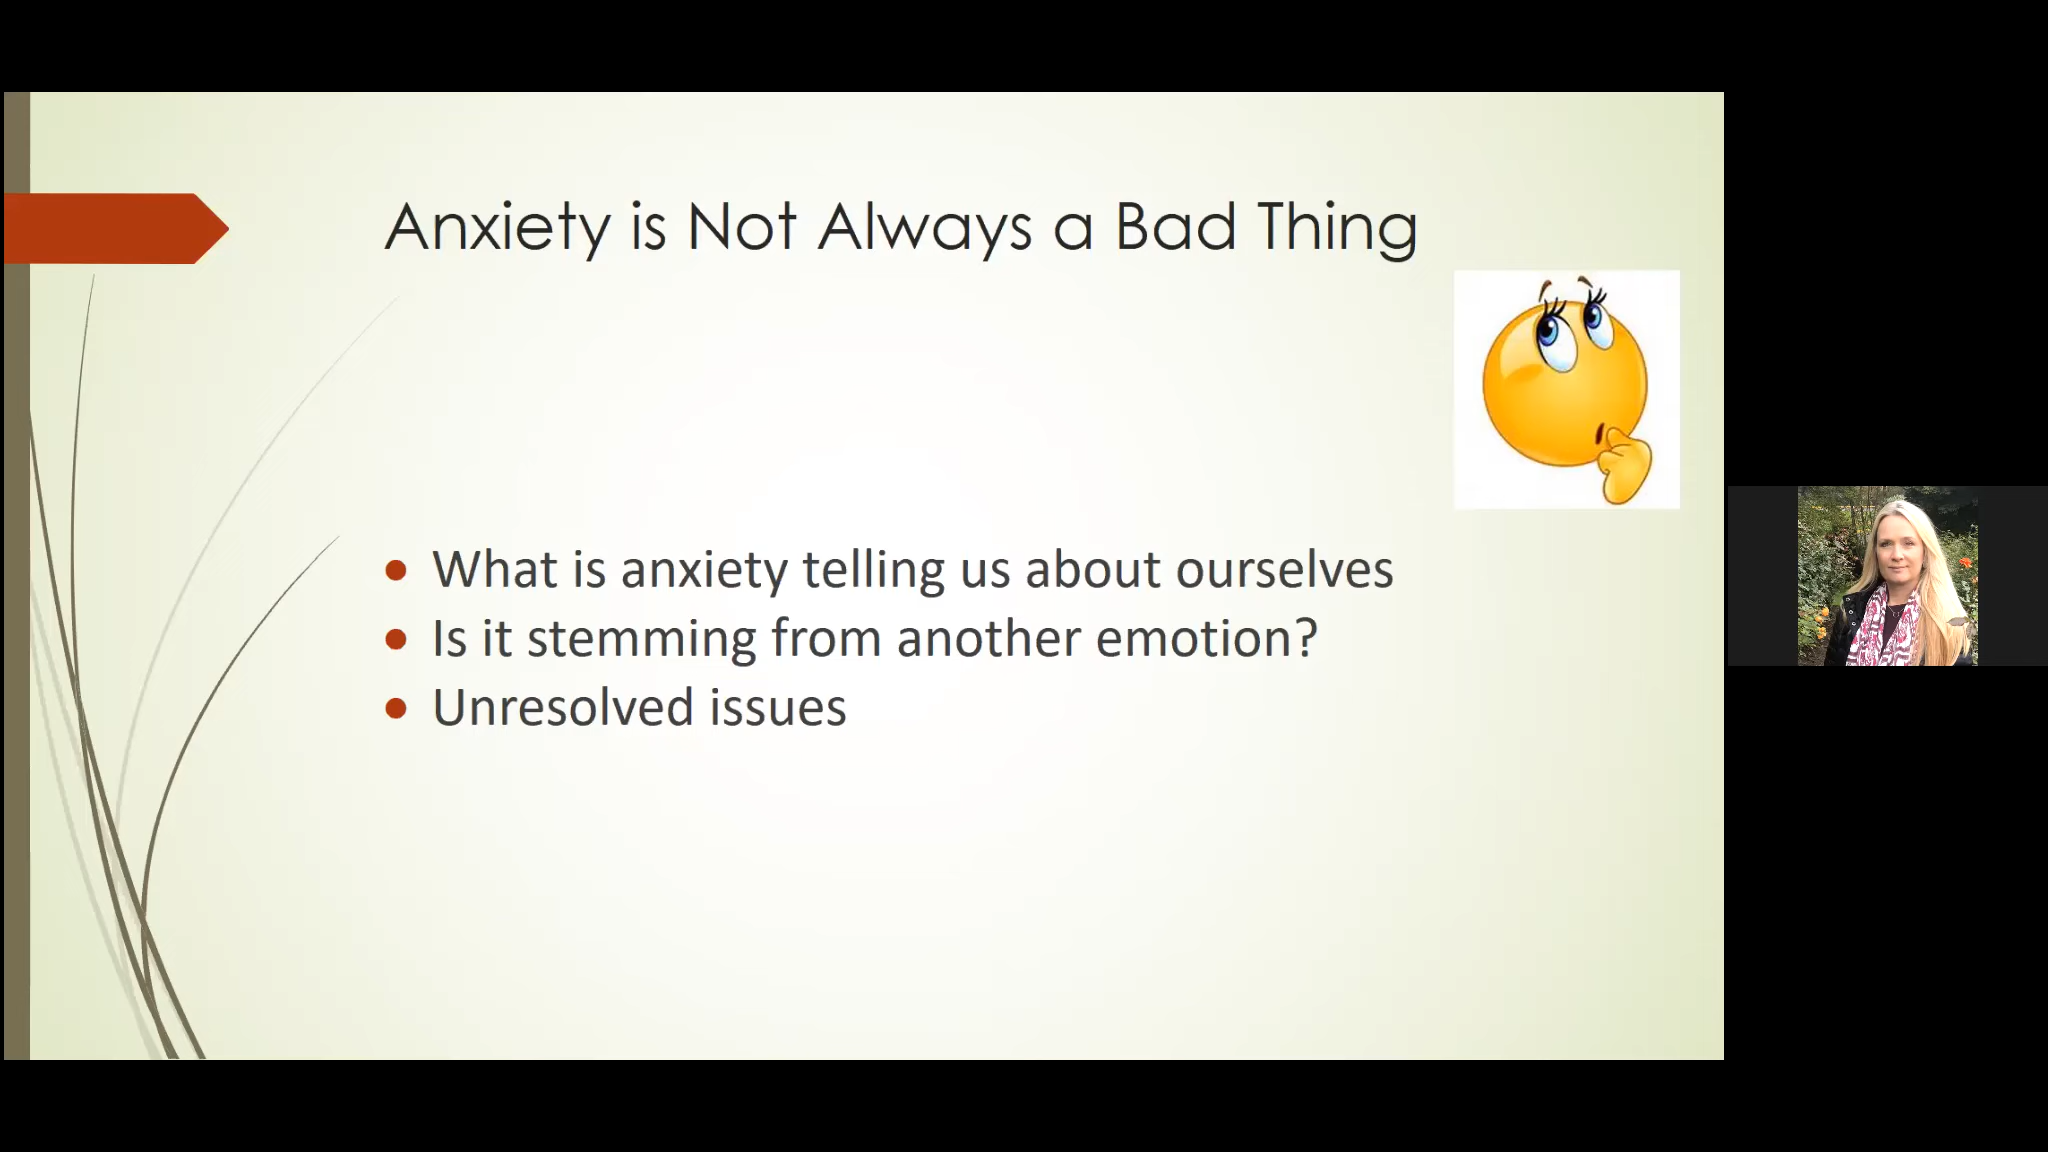 Anxiety is Not Always a Bad Thing
What is anxiety telling us about ourselves
Is it stemming from another emotion?
Unresolved issues